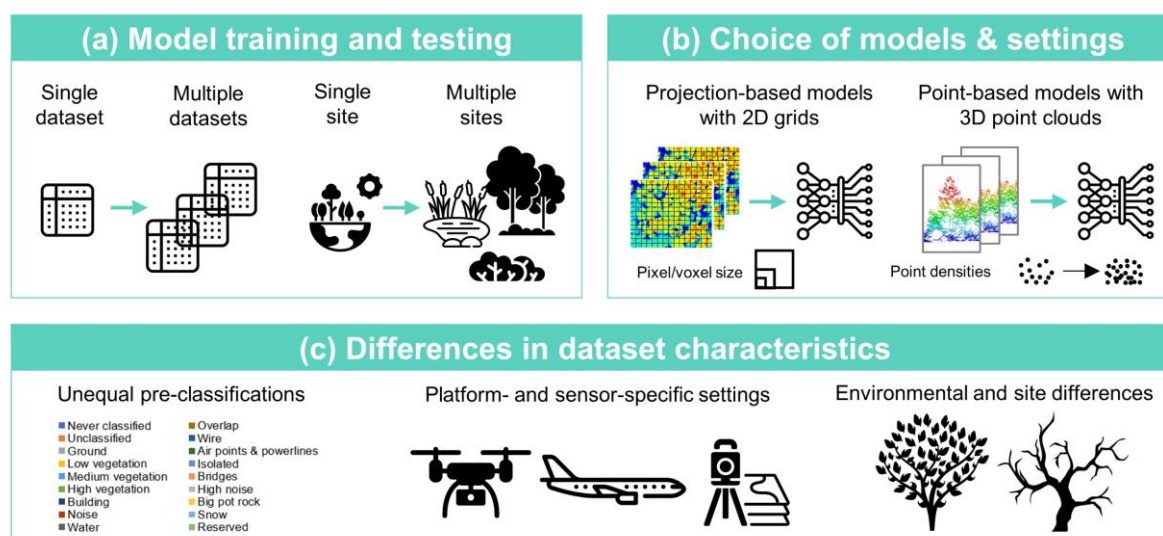 (a) Model training and testing
Single
dataset
Multiple
datasets
Single
site
Multiple
sites
(b) Choice of models & settings
Projection-based models
with 2D grids
Pixel/voxel size
Point-based models with
3D point clouds
Point densities
(c) Differences in dataset characteristics
Unequal pre-classifications
Never classified
Unclassified
Ground
Low vegetation
Medium vegetation
High vegetation
Building
Noise
Water
Overlap
Wire
Air points & powerlines
Isolated
Bridges
High noise
Big pot rock
Snow
Reserved
Platform- and sensor-specific settings
Environmental and site differences